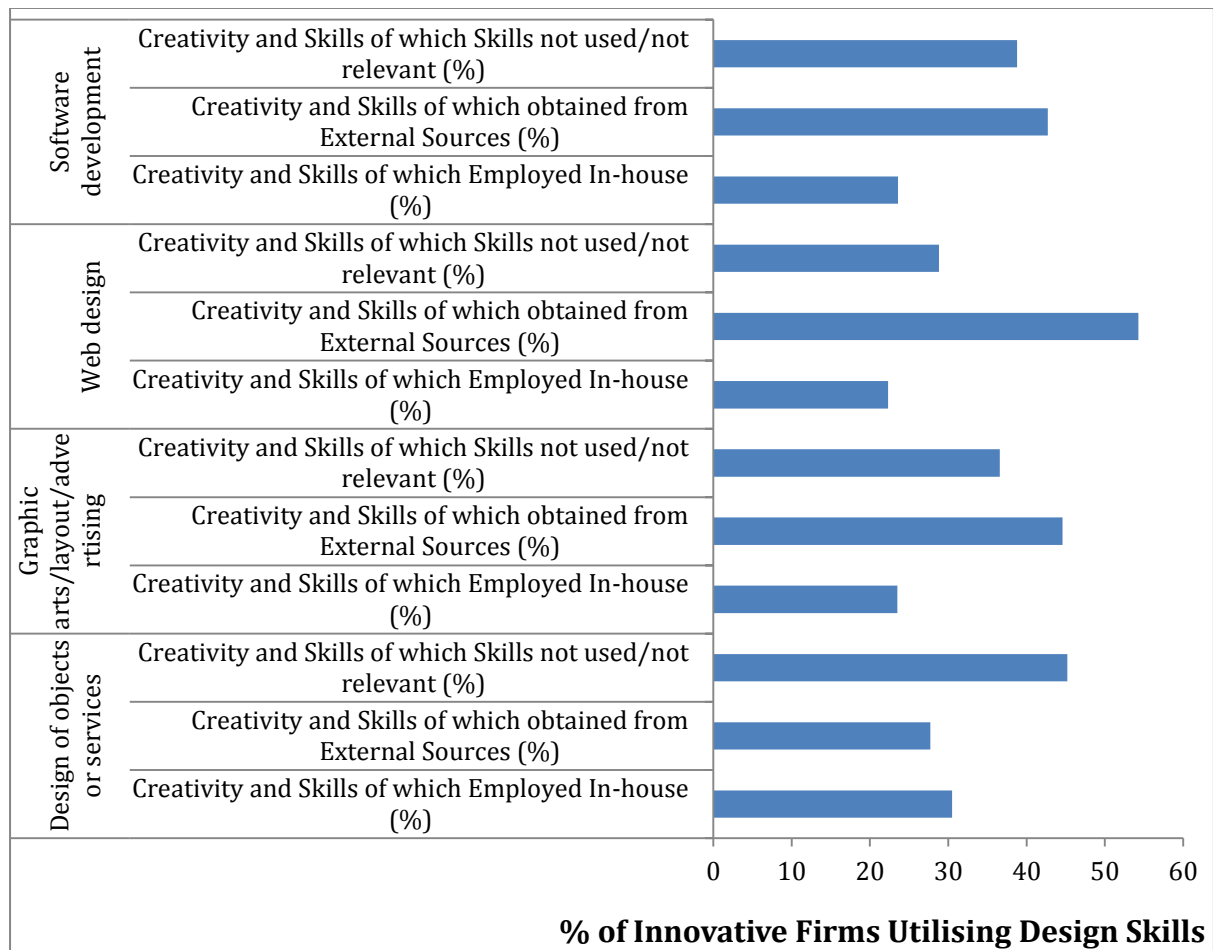 Software
development
Creativity and Skills of which Skills not used/not
relevant (%)
Creativity and Skills of which obtained from
External Sources (%)
Creativity and Skills of which Employed In-house
(%)
Web design
Creativity and Skills of which Skills not used/not
relevant (%)
Creativity and Skills of which obtained from
External Sources (%)
Creativity and Skills of which Employed In-house
(%)
Graphic
arts/layout/adve
rtising
Creativity and Skills of which Skills not used/not
relevant (%)
Creativity and Skills of which obtained from
External Sources (%)
Creativity and Skills of which Employed In-house
(%)
Design of objects
or services
Creativity and Skills of which Skills not used/not
relevant (%)
Creativity and Skills of which obtained from
External Sources (%)
Creativity and Skills of which Employed In-house
(%)
0 10 20 30 40 50 60
% of Innovative Firms Utilising Design Skills